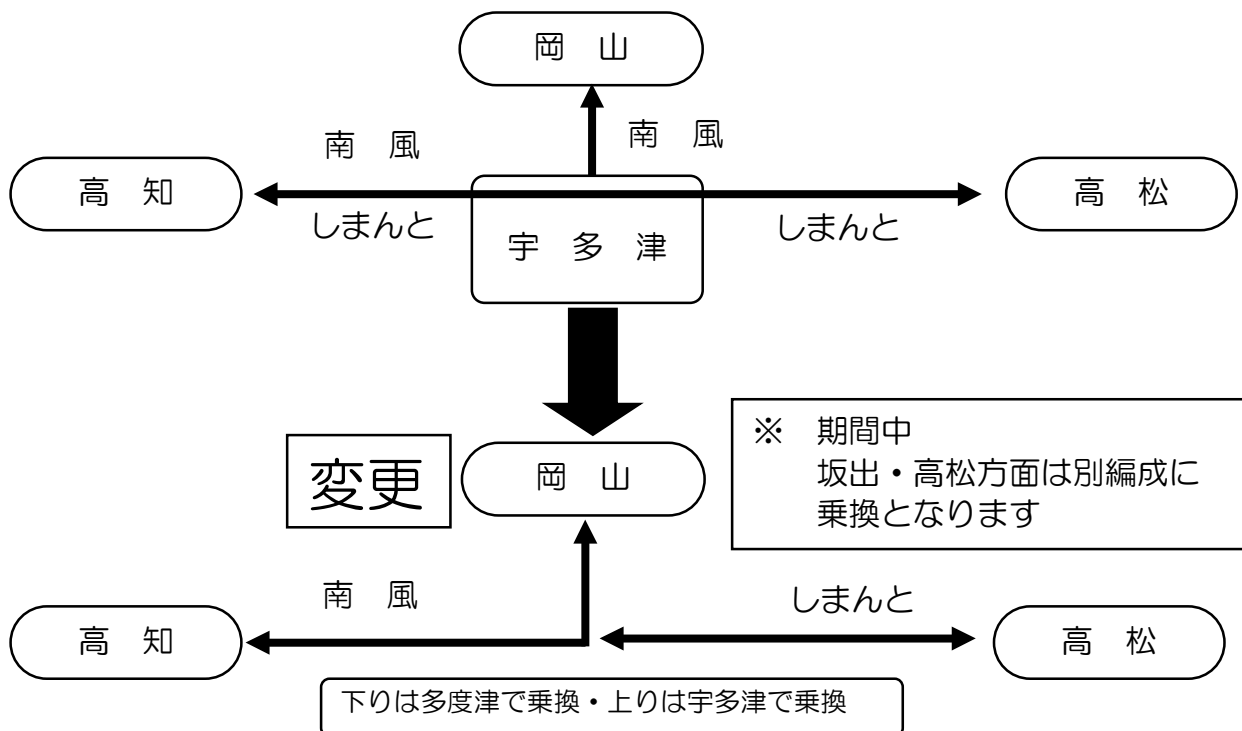 岡 山
南 風
南 風
高 知
高 松
しまんと
しまんと
宇 多 津
変更
岡 山
※ 期間中
坂出・高松方面は別編成に
乗換となります
南 風
しまんと
高 知
高 松
下りは多度津で乗換・上りは宇多津で乗換